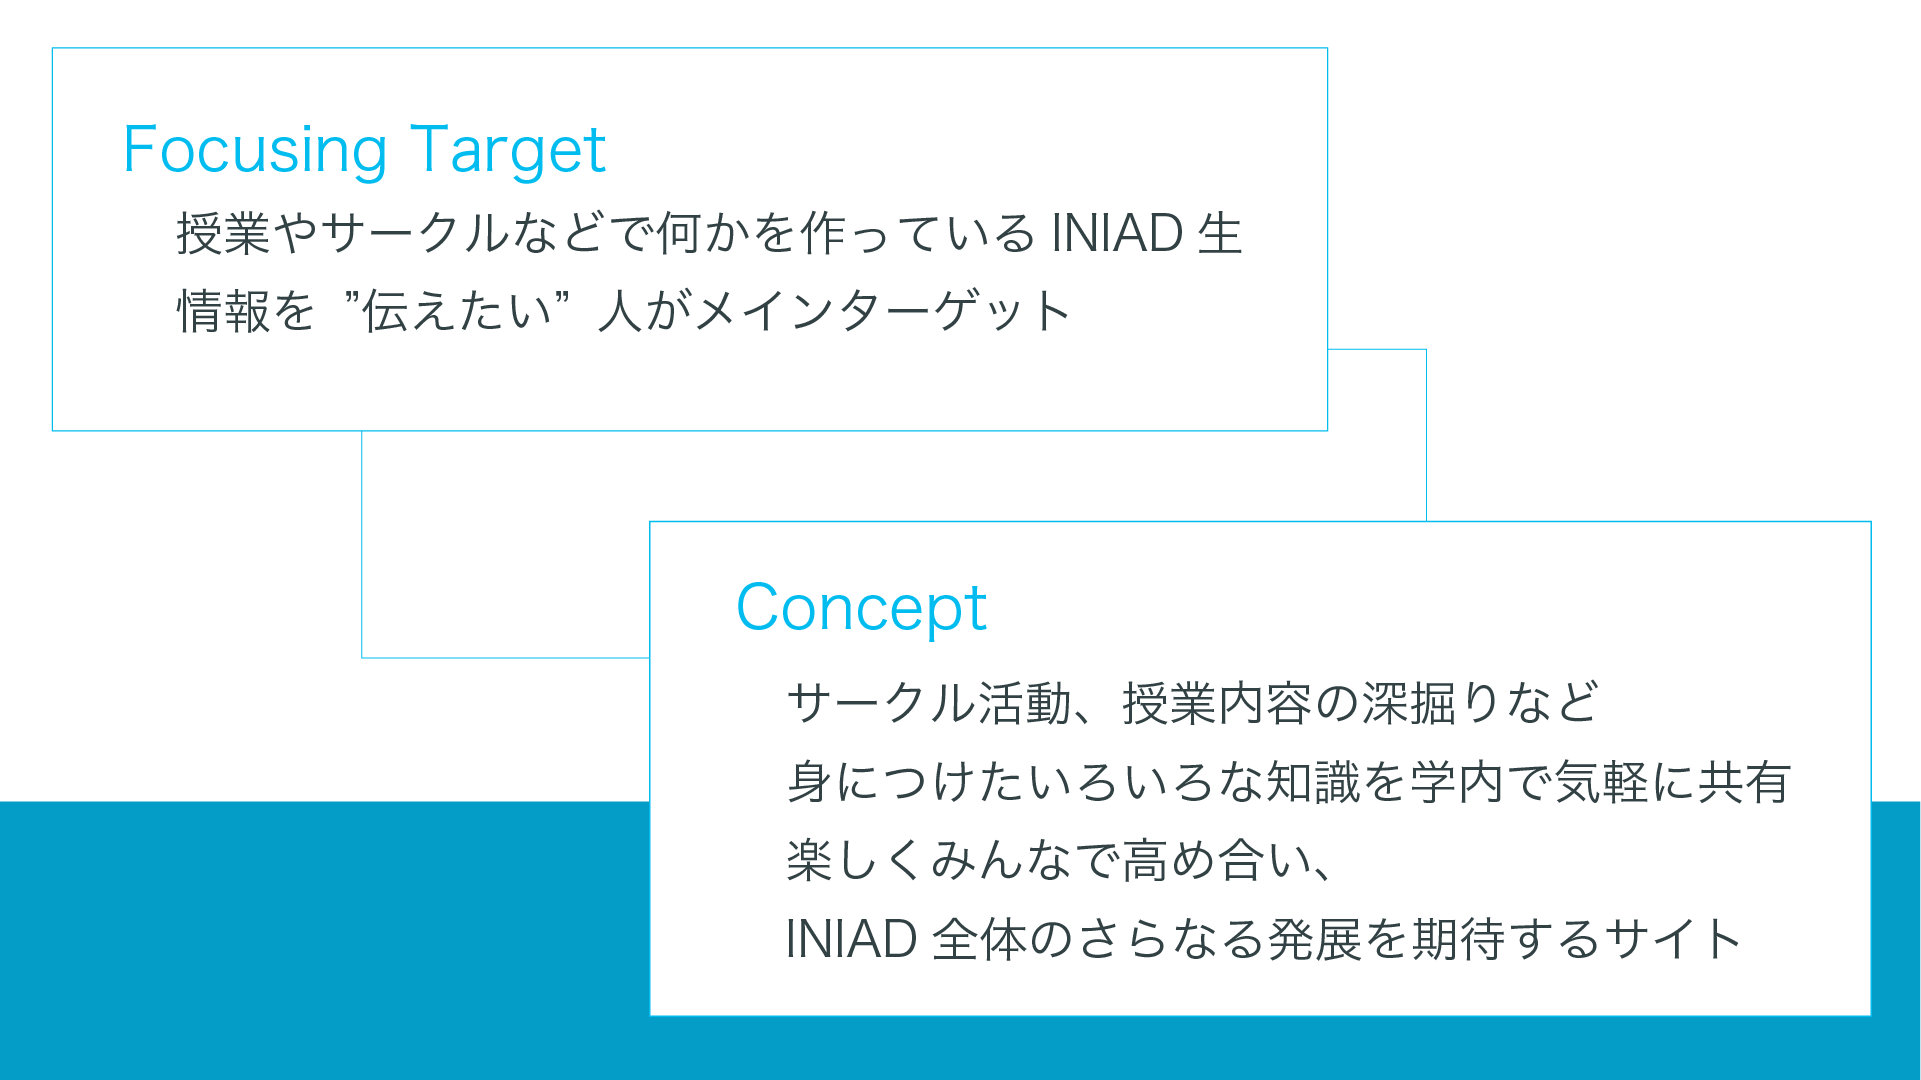 Focusing Target
授業やサークルなどで何かを作っている INIAD 生
情報を ”伝えたい” 人がメインターゲット
Concept
サークル活動、授業内容の深掘りなど
身につけたいろいろな知識を学内で気軽に共有
楽しくみんなで高め合い、
INIAD 全体のさらなる発展を期待するサイト